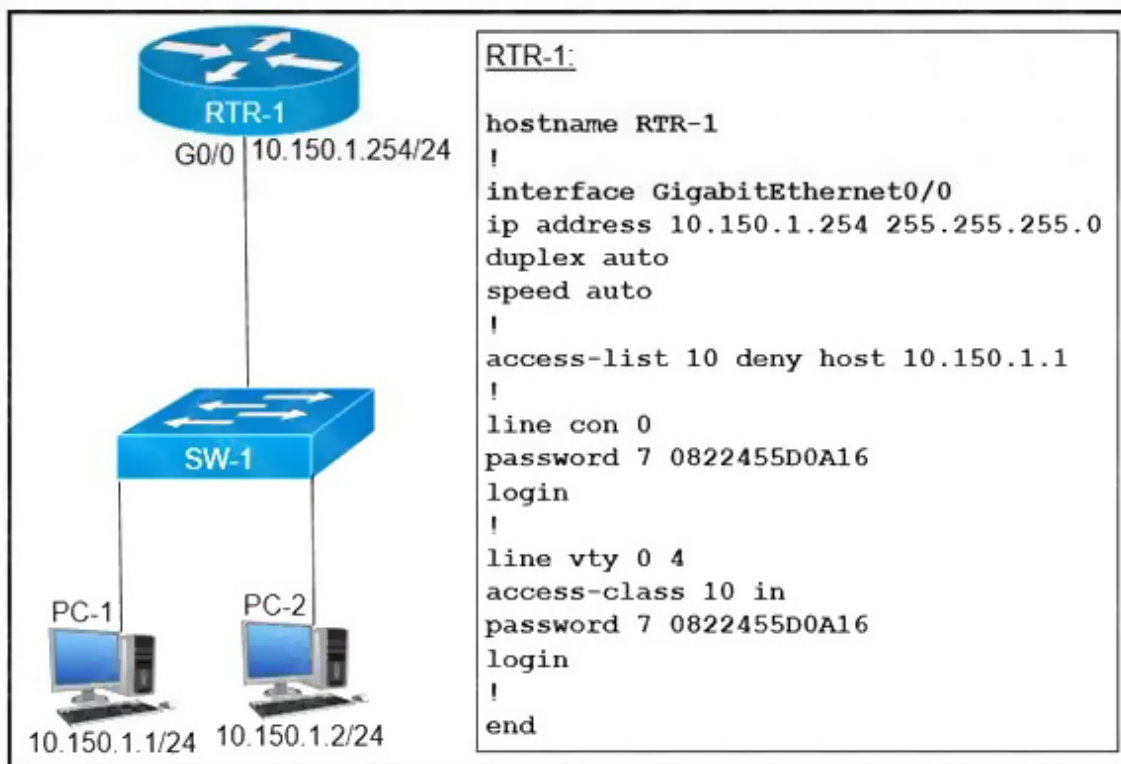 RTR-1
G0/0 10.150.1.254/24
SW-1
PC-1
PC-2
10.150.1.1/24
10.150.1.2/24
RTR-1:
hostname RTR-1
!
interface GigabitEthernet0/0
ip address 10.150.1.254 255.255.255.0
duplex auto
speed auto
!
access-list 10 deny host 10.150.1.1
!
line con 0
password 7 0822455D0A16
login
!
line vty 0 4
access-class 10 in
password 7 0822455D0A16
login
!
end